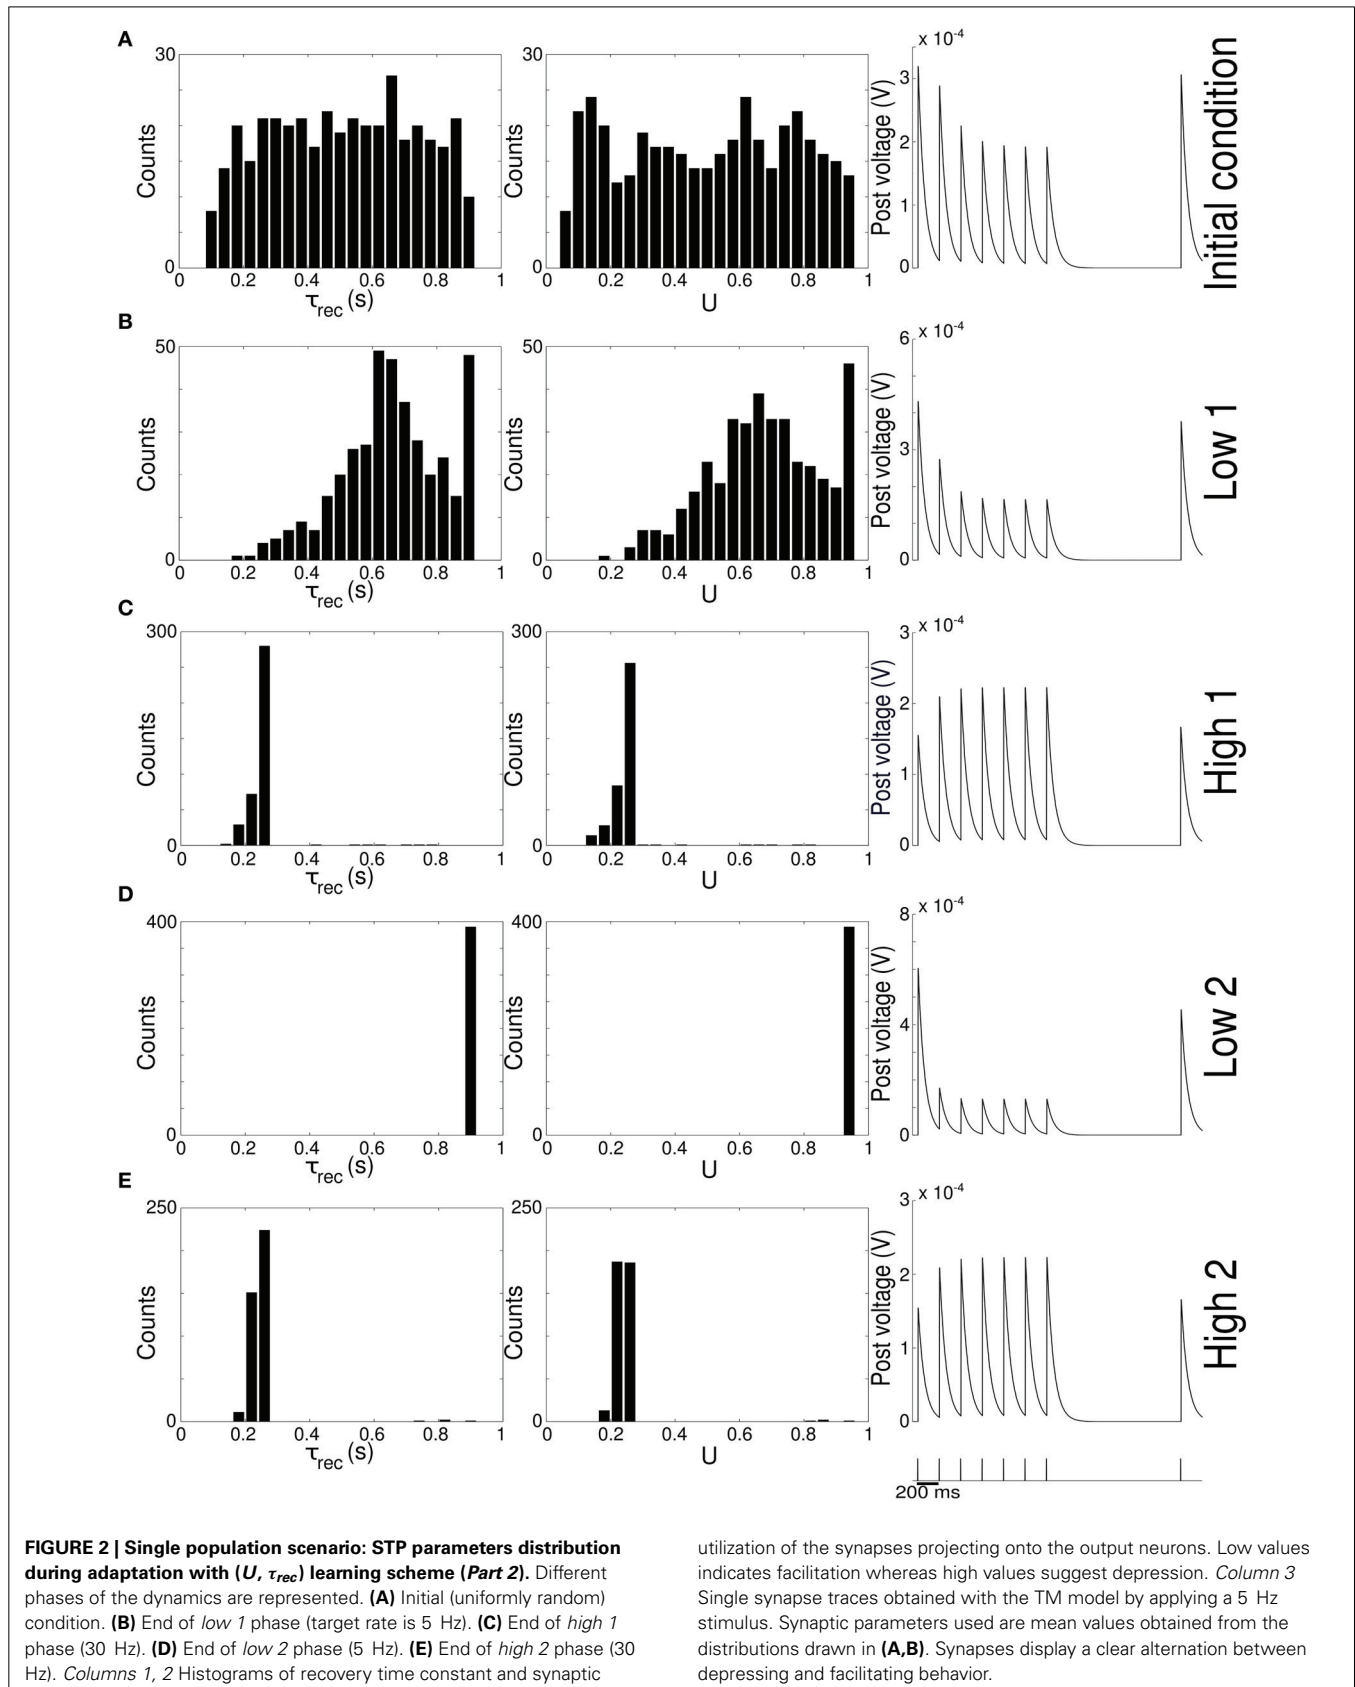 A
30
Counts
0
0 0.2 0.4 0.6 0.8 1
τrec (s)
30
Counts
0
0 0.2 0.4 0.6 0.8 1
U
x 10-4
3
2
1
0
Post voltage (V)
Initial condition
B
50
Counts
0
0 0.2 0.4 0.6 0.8 1
τrec (s)
50
Counts
0
0 0.2 0.4 0.6 0.8 1
U
x 10-4
6
3
0
Post voltage (V)
Low 1
C
300
Counts
0
0 0.2 0.4 0.6 0.8 1
τrec (s)
300
Counts
0
0 0.2 0.4 0.6 0.8 1
U
x 10-4
3
2
1
0
Post voltage (V)
High 1
D
400
Counts
0
0 0.2 0.4 0.6 0.8 1
τrec (s)
400
Counts
0
0 0.2 0.4 0.6 0.8 1
U
x 10-4
8
4
0
Post voltage (V)
Low 2
E
250
Counts
0
0 0.2 0.4 0.6 0.8 1
τrec (s)
250
Counts
0
0 0.2 0.4 0.6 0.8 1
U
x 10-4
3
2
1
0
Post voltage (V)
High 2
200 ms
FIGURE 2 | Single population scenario: STP parameters distribution
during adaptation with (U, τrec) learning scheme (Part 2). Different
phases of the dynamics are represented. (A) Initial (uniformly random)
condition. (B) End of low 1 phase (target rate is 5 Hz). (C) End of high 1
phase (30 Hz). (D) End of low 2 phase (5 Hz). (E) End of high 2 phase (30
Hz). Columns 1, 2 Histograms of recovery time constant and synaptic
utilization of the synapses projecting onto the output neurons. Low values
indicates facilitation whereas high values suggest depression. Column 3
Single synapse traces obtained with the TM model by applying a 5 Hz
stimulus. Synaptic parameters used are mean values obtained from the
distributions drawn in (A,B). Synapses display a clear alternation between
depressing and facilitating behavior.